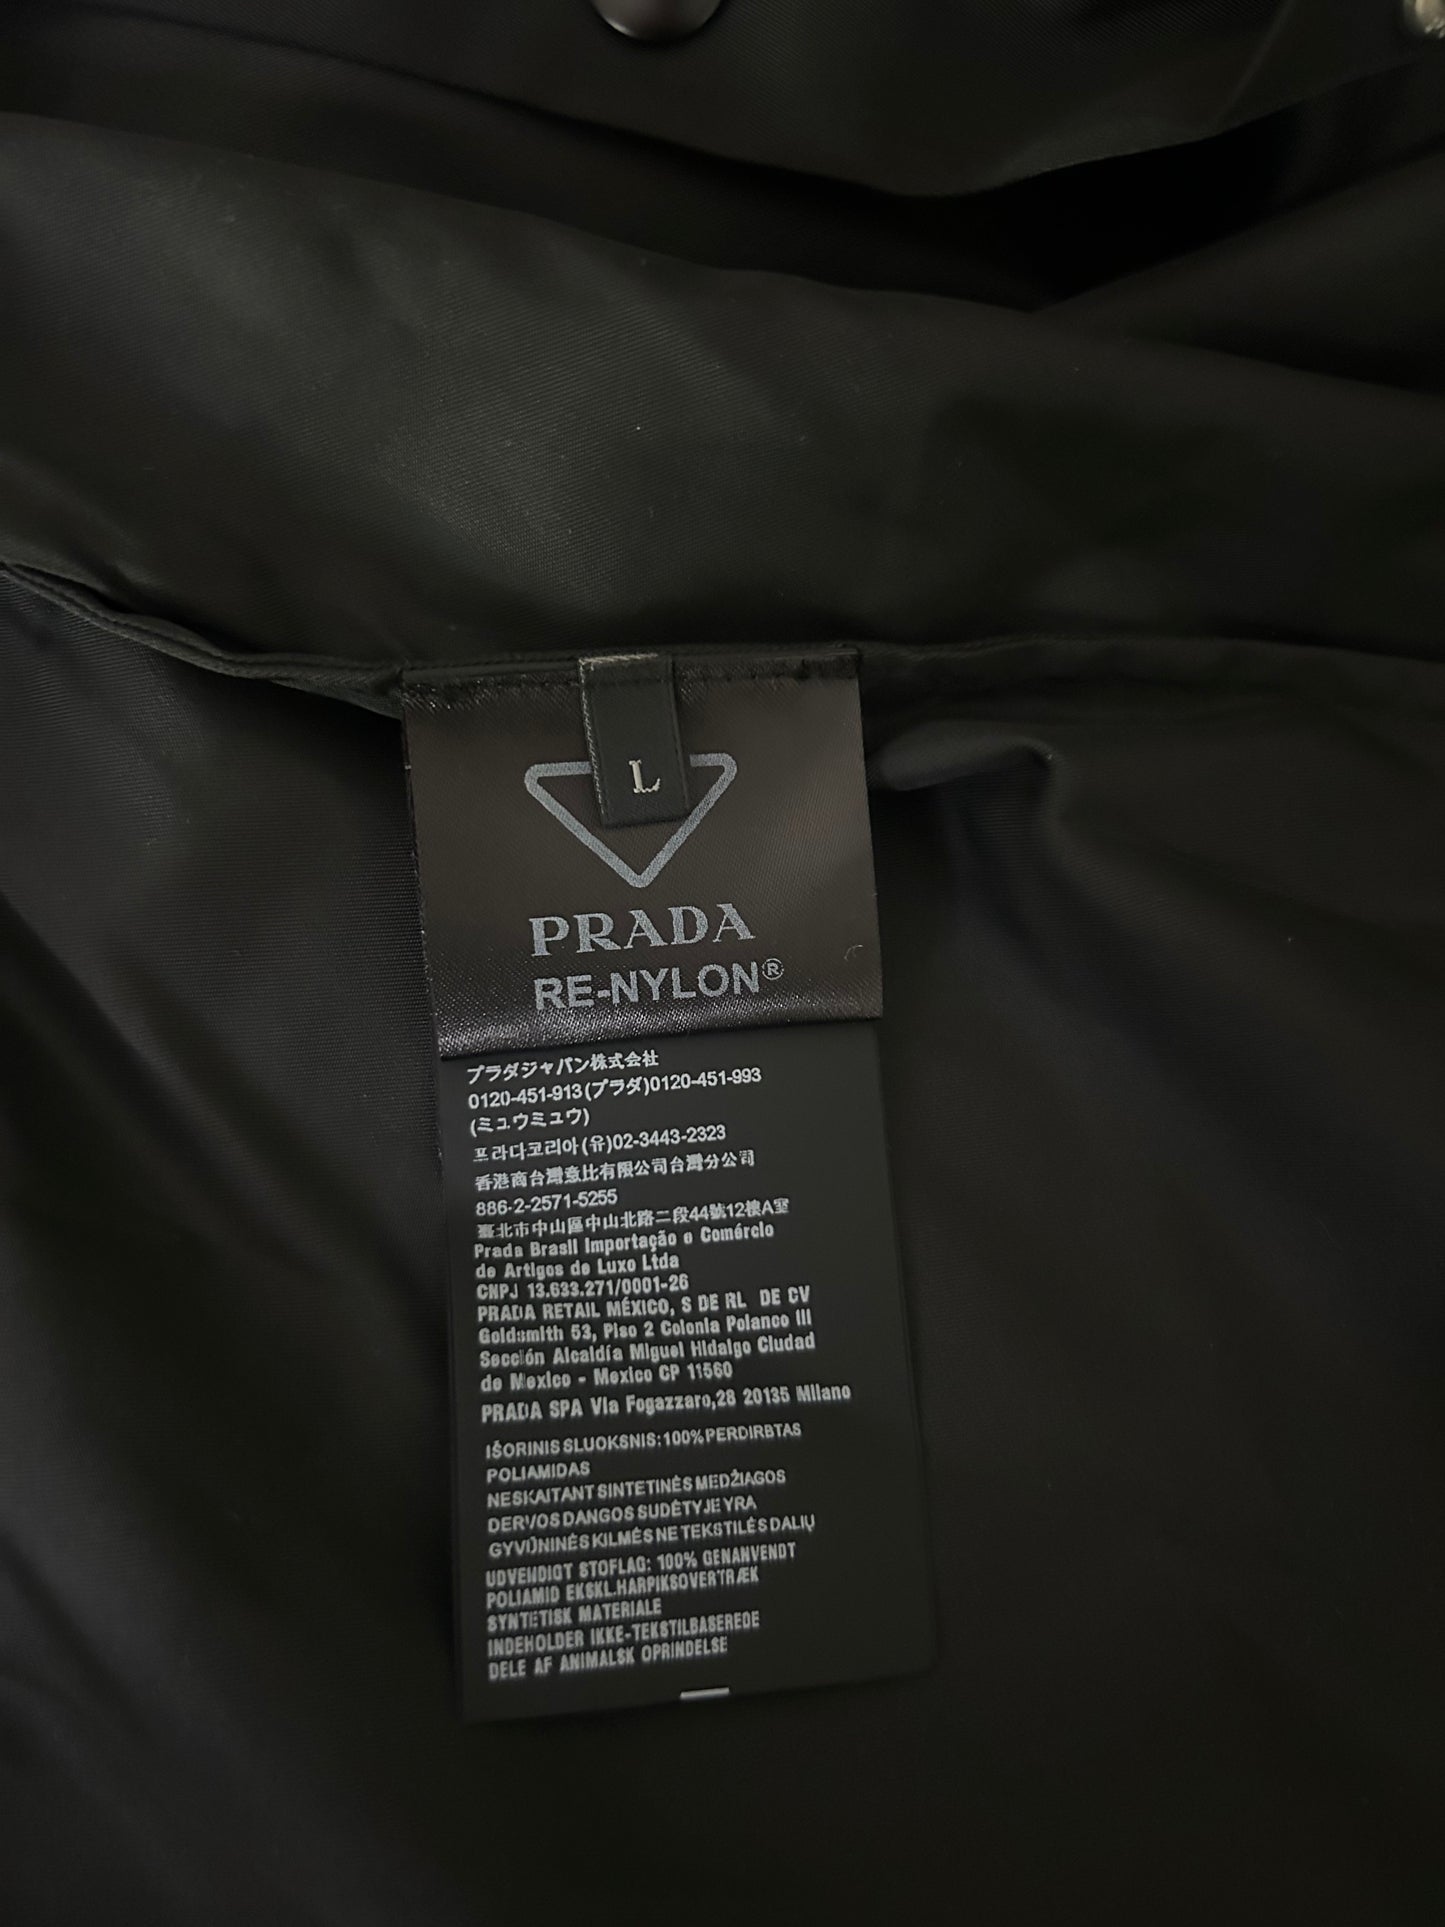 L
PRADA
RE-NYLON®
プラダジャパン株式会社
0120-451-913(プラダ)0120-451-993
(ミュウミュウ)
프라다코리아(유)02-3443-2323
香港商台灣意比有限公司台灣分公司
886-2-2571-5255
臺北市中山區中山北路二段44號12樓A室
Prada Brasil Importação e Comércio
de Artigos de Luxo Ltda
CNPJ 13.633.271/0001-26
PRADA RETAIL MÉXICO, S DE RL DE CV
Goldsmith 53, Piso 2 Colonia Polanco III
Sección Alcaldía Miguel Hidalgo Ciudad
de Mexico - Mexico CP 11560
PRADA SPA Via Fogazzaro,28 20135 Milano
IŠORINIS SLUOKSNIS:100% PERDIRBTAS
POLIAMIDAS
NESKAITANT SINTETINĖS MEDŽIAGOS
DERVOS DANGOS SUDĖTYJE YRA
GYVŪNINĖS KILMĖS NE TEKSTILĖS DALIŲ
UDVENDIGT STOFLAG: 100% GENANVENDT
POLIAMID EKSKL.HARPIKSOVERTRÆK
SYNTETISK MATERIALE
INDEHOLDER IKKE-TEKSTILBASEREDE
DELE AF ANIMALSK OPRINDELSE